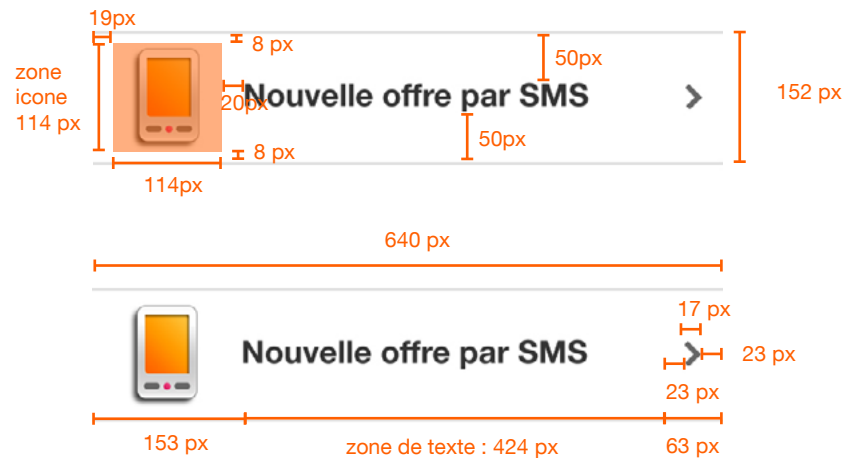 19px
8 px
50px
zone
icone
114 px
20px
Nouvelle offre par SMS
152 px
50px
8 px
114px
640 px
17 px
Nouvelle offre par SMS
23 px
23 px
153 px
zone de texte : 424 px
63 px